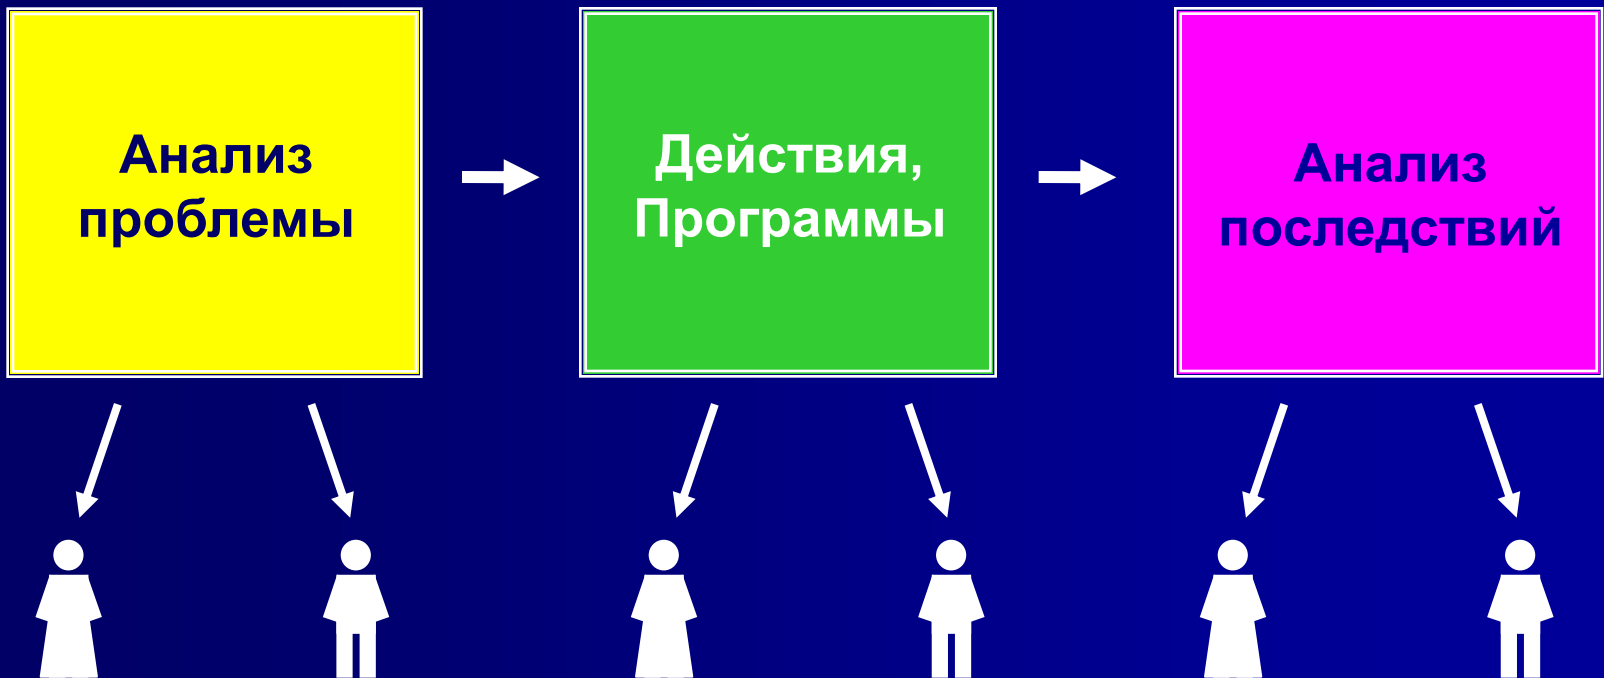 Анализ
проблемы
Действия,
Программы
Анализ
последствий